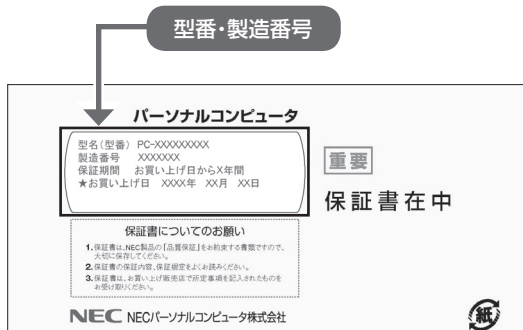 型番・製造番号
パーソナルコンピュータ
型名(型番) PC-XXXXXXXXX
製造番号 XXXXXXX
保証期間 お買い上げ日からX年間
★お買い上げ日 XXXX年 XX月 XX日
重要
保証書在中
保証書についてのお願い
1.保証書は、NEC製品の「品質保証」をお約束する書類ですので、
大切に保存してください。
2.保証書の保証内容、保証規定をよくお読みください。
3.保証書は、お買い上げ販売店で所定事項を記入されたものを
お受け取りください。
NEC NECパーソナルコンピュータ株式会社
紙